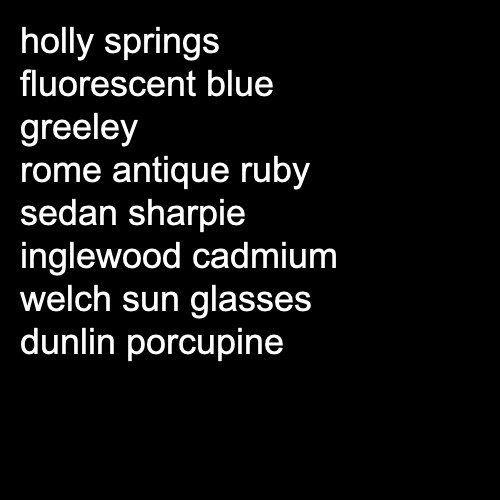 holly springs
fluorescent blue
greeley
rome antique ruby
sedan sharpie
inglewood cadmium
welch sun glasses
dunlin porcupine